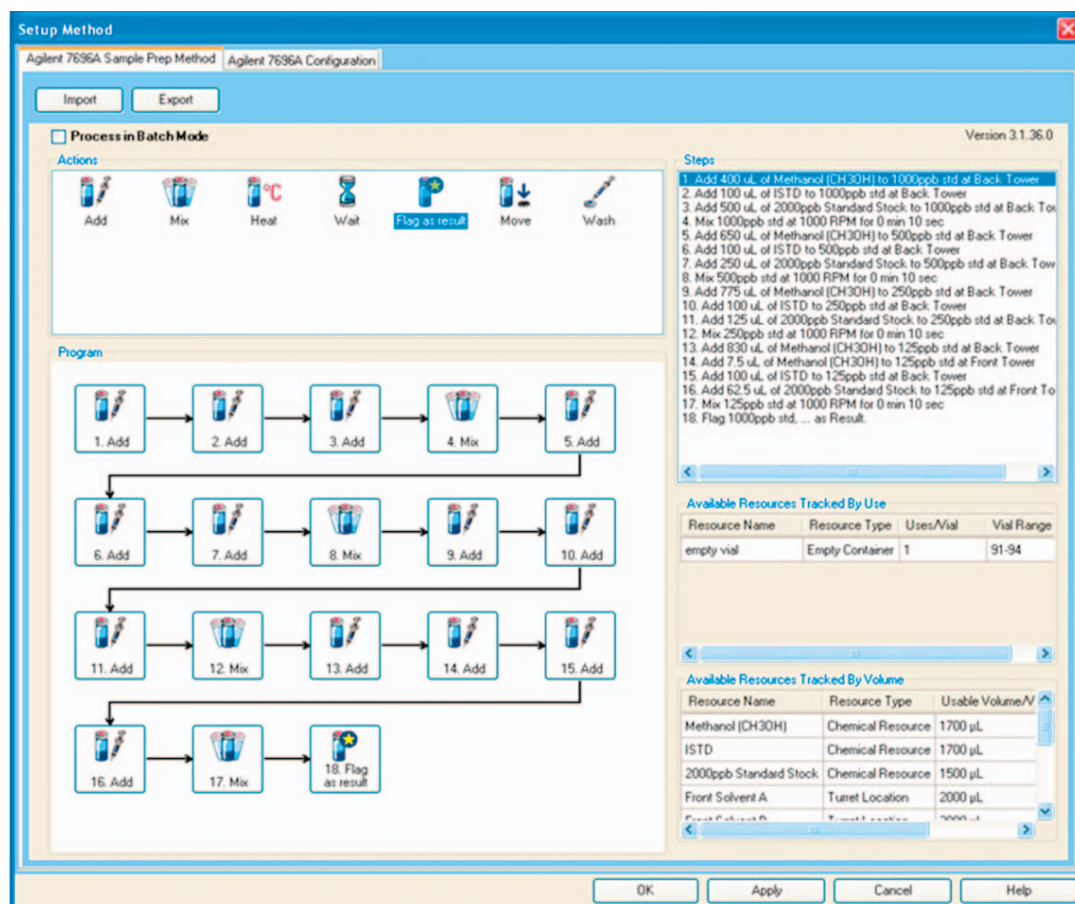 Setup Method
Agilent 7696A Sample Prep Method Agilent 7696A Configuration
Import Export
Process in Batch Mode
Version 3.1.36.0
Actions
Add Mix Heat Wait Flag as result Move Wash
°C
Steps
1. Add 400 uL of Methanol (CH3OH) to 1000ppb std at Back Tower
2. Add 100 uL of ISTD to 1000ppb std at Back Tower
3. Add 500 uL of 2000ppb Standard Stock to 1000ppb std at Back Tow
4. Mix 1000ppb std at 1000 RPM for 0 min 10 sec
5. Add 650 uL of Methanol (CH3OH) to 500ppb std at Back Tower
6. Add 100 uL of ISTD to 500ppb std at Back Tower
7. Add 250 uL of 2000ppb Standard Stock to 500ppb std at Back Tow
8. Mix 500ppb std at 1000 RPM for 0 min 10 sec
9. Add 775 uL of Methanol (CH3OH) to 250ppb std at Back Tower
10. Add 100 uL of ISTD to 250ppb std at Back Tower
11. Add 125 uL of 2000ppb Standard Stock to 250ppb std at Back Tow
12. Mix 250ppb std at 1000 RPM for 0 min 10 sec
13. Add 830 uL of Methanol (CH3OH) to 125ppb std at Back Tower
14. Add 7.5 uL of Methanol (CH3OH) to 125ppb std at Front Tower
15. Add 100 uL of ISTD to 125ppb std at Back Tower
16. Add 62.5 uL of 2000ppb Standard Stock to 125ppb std at Front To
17. Mix 125ppb std at 1000 RPM for 0 min 10 sec
18. Flag 1000ppb std, ... as Result.
Program
1. Add 2. Add 3. Add 4. Mix 5. Add
6. Add 7. Add 8. Mix 9. Add 10. Add
11. Add 12. Mix 13. Add 14. Add 15. Add
16. Add 17. Mix 18. Flag
as result
Available Resources Tracked By Use
Resource Name Resource Type Uses/Vial Vial Range
empty vial Empty Container 1 91-94
Available Resources Tracked By Volume
Resource Name Resource Type Usable Volume/V
Methanol (CH3OH) Chemical Resource 1700 µL
ISTD Chemical Resource 1700 µL
2000ppb Standard Stock Chemical Resource 1500 µL
Front Solvent A Turret Location 2000 µL
OK Apply Cancel Help